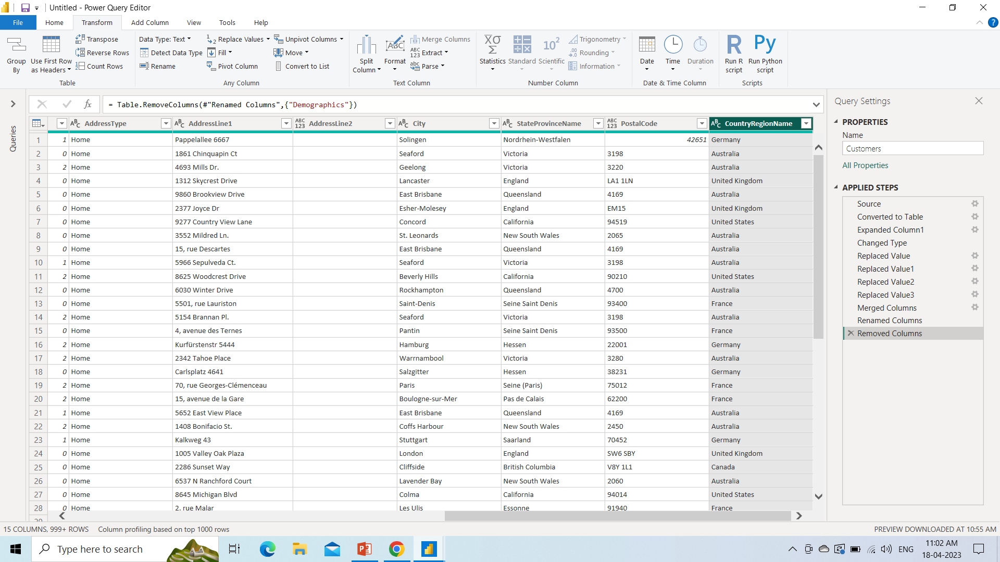 Untitled - Power Query Editor
File Home Transform Add Column View Tools Help
Group By
Use First Row as Headers
Transpose
Reverse Rows
Count Rows
Table
Data Type: Text
Detect Data Type
Rename
Replace Values
Fill
Pivot Column
Unpivot Columns
Move
Convert to List
Any Column
Split Column
Format
Merge Columns
Extract
Parse
Text Column
Statistics
Standard
Scientific
Trigonometry
Rounding
Information
Number Column
Date
Time
Duration
Date & Time Column
Run R script
Run Python script
Scripts
Queries
= Table.RemoveColumns(#"Renamed Columns",{"Demographics"})
AddressType AddressLine1 AddressLine2 City StateProvinceName PostalCode CountryRegionName
1 1 Home Pappelallee 6667 Solingen Nordrhein-Westfalen 42651 Germany
2 0 Home 1861 Chinquapin Ct Seaford Victoria 3198 Australia
3 2 Home 4693 Mills Dr. Geelong Victoria 3220 Australia
4 0 Home 1312 Skycrest Drive Lancaster England LA1 1LN United Kingdom
5 0 Home 9860 Brookview Drive East Brisbane Queensland 4169 Australia
6 0 Home 2377 Joyce Dr Esher-Molesey England EM15 United Kingdom
7 0 Home 9277 Country View Lane Concord California 94519 United States
8 0 Home 3552 Mildred Ln. St. Leonards New South Wales 2065 Australia
9 0 Home 15, rue Descartes East Brisbane Queensland 4169 Australia
10 1 Home 5966 Sepulveda Ct. Seaford Victoria 3198 Australia
11 2 Home 8625 Woodcrest Drive Beverly Hills California 90210 United States
12 0 Home 6030 Winter Drive Rockhampton Queensland 4700 Australia
13 0 Home 5501, rue Lauriston Saint-Denis Seine Saint Denis 93400 France
14 2 Home 5154 Brannan Pl. Seaford Victoria 3198 Australia
15 0 Home 4, avenue des Ternes Pantin Seine Saint Denis 93500 France
16 2 Home Kurfürstenstr 5444 Hamburg Hessen 22001 Germany
17 2 Home 2342 Tahoe Place Warrnambool Victoria 3280 Australia
18 0 Home Carlsplatz 4641 Salzgitter Hessen 38231 Germany
19 2 Home 70, rue Georges-Clémenceau Paris Seine (Paris) 75012 France
20 2 Home 15, avenue de la Gare Boulogne-sur-Mer Pas de Calais 62200 France
21 1 Home 5652 East View Place East Brisbane Queensland 4169 Australia
22 2 Home 1408 Bonifacio St. Coffs Harbour New South Wales 2450 Australia
23 1 Home Kalkweg 43 Stuttgart Saarland 70452 Germany
24 0 Home 1005 Valley Oak Plaza London England SW6 SBY United Kingdom
25 0 Home 2286 Sunset Way Cliffside British Columbia V8Y 1L1 Canada
26 0 Home 6537 N Ranchford Court Lavender Bay New South Wales 2060 Australia
27 0 Home 8645 Michigan Blvd Colma California 94014 United States
28 0 Home 2, rue Malar Les Ulis Essonne 91940 France
29
Query Settings
PROPERTIES
Name
Customers
All Properties
APPLIED STEPS
Source
Converted to Table
Expanded Column1
Changed Type
Replaced Value
Replaced Value1
Replaced Value2
Replaced Value3
Merged Columns
Renamed Columns
Removed Columns
15 COLUMNS, 999+ ROWS Column profiling based on top 1000 rows
PREVIEW DOWNLOADED AT 10:55 AM
Type here to search
ENG
11:02 AM
18-04-2023